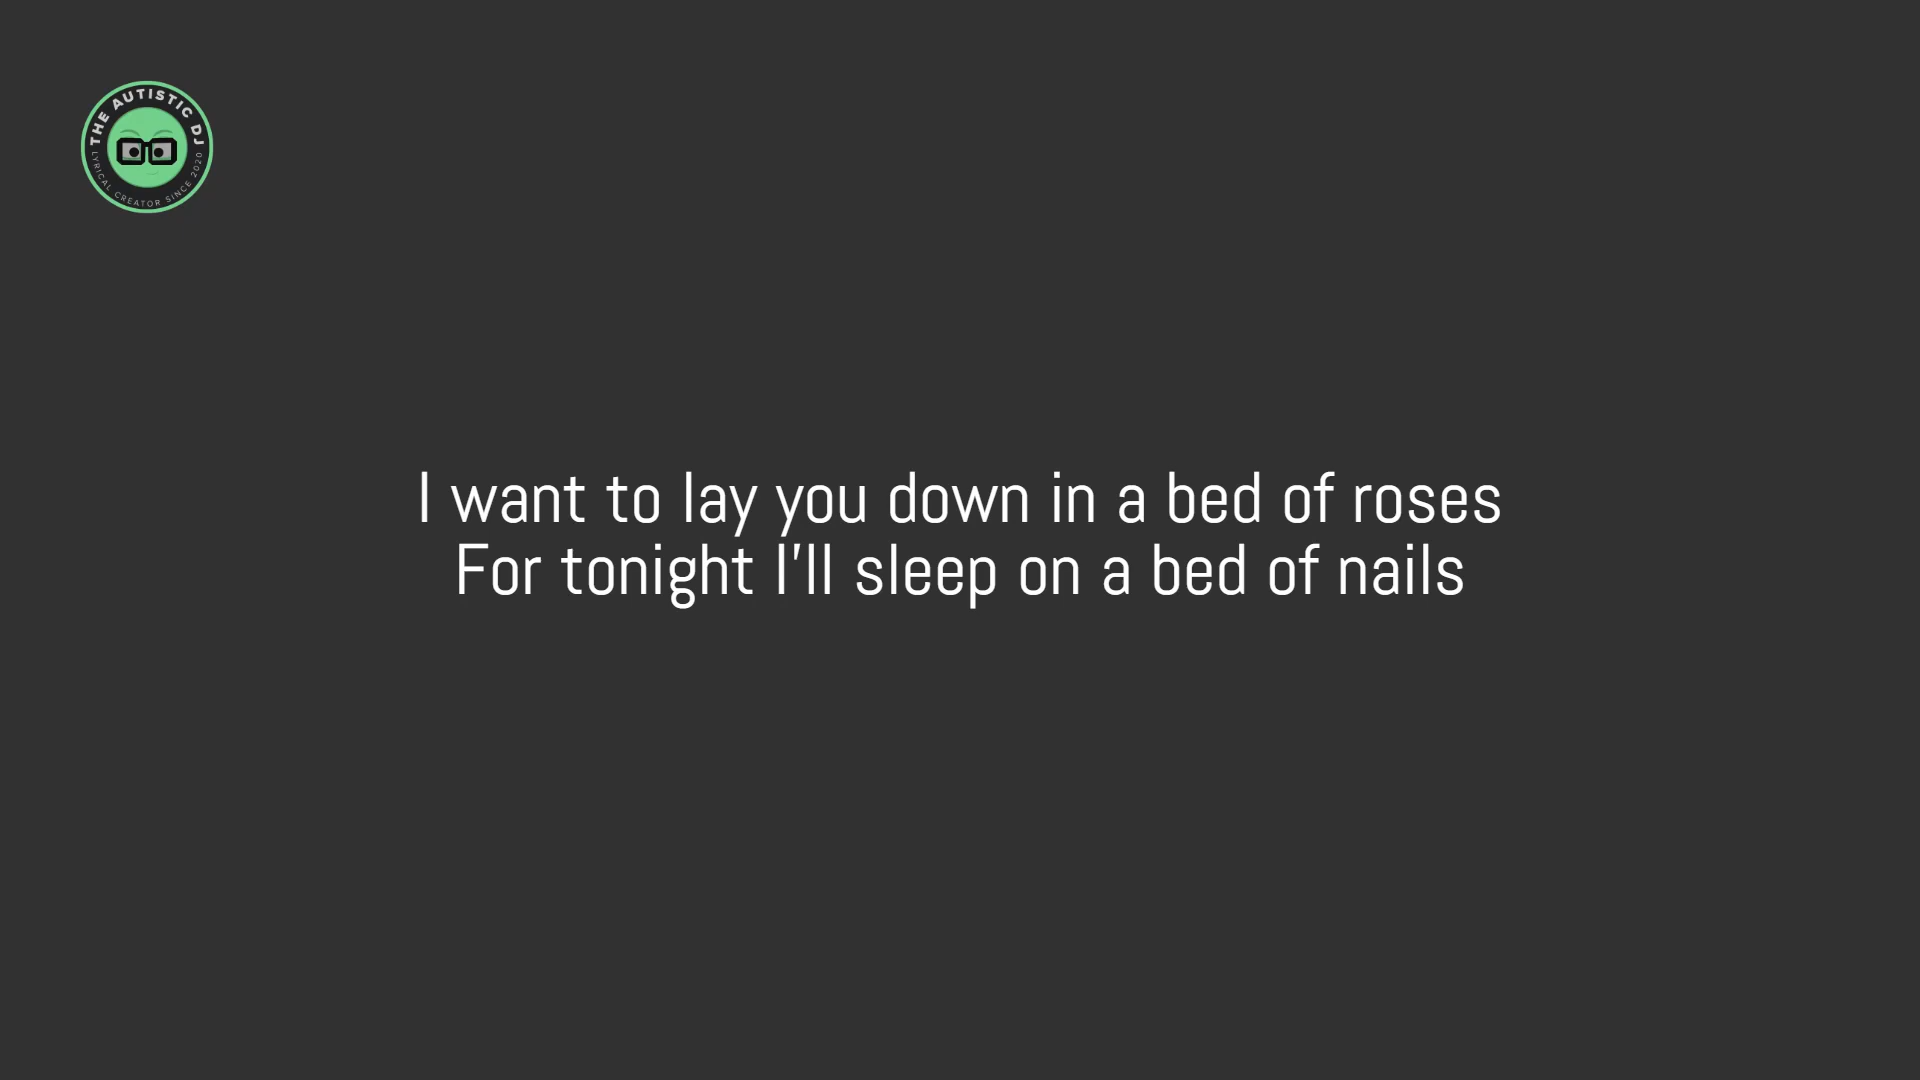 THE AUTISTIC DJ
LYRICAL CREATOR SINCE 2020
I want to lay you down in a bed of roses
For tonight I'll sleep on a bed of nails